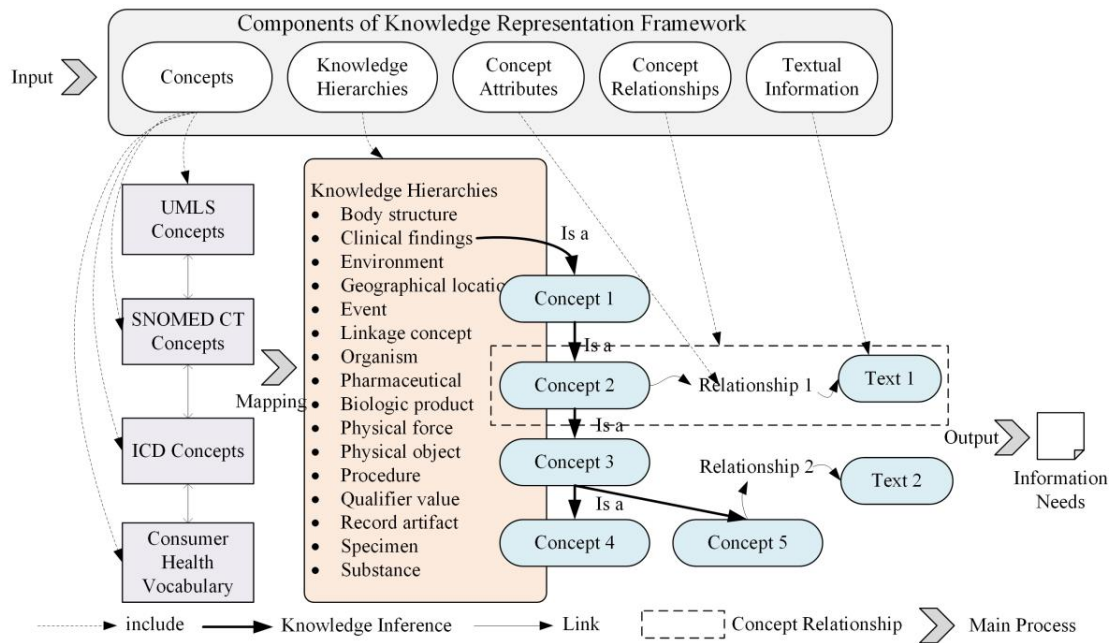 Components of Knowledge Representation Framework
Input
Concepts
Knowledge
Hierarchies
Concept
Attributes
Concept
Relationships
Textual
Information
UMLS
Concepts
SNOMED CT
Concepts
ICD Concepts
Consumer
Health
Vocabulary
Mapping
Knowledge Hierarchies
• Body structure
• Clinical findings
• Environment
• Geographical locatio
• Event
• Linkage concept
• Organism
• Pharmaceutical
• Biologic product
• Physical force
• Physical object
• Procedure
• Qualifier value
• Record artifact
• Specimen
• Substance
Is a
Concept 1
Is a
Concept 2
Relationship 1
Text 1
Is a
Concept 3
Relationship 2
Text 2
Is a
Concept 4
Concept 5
Output
Information
Needs
include
Knowledge Inference
Link
Concept Relationship
Main Process